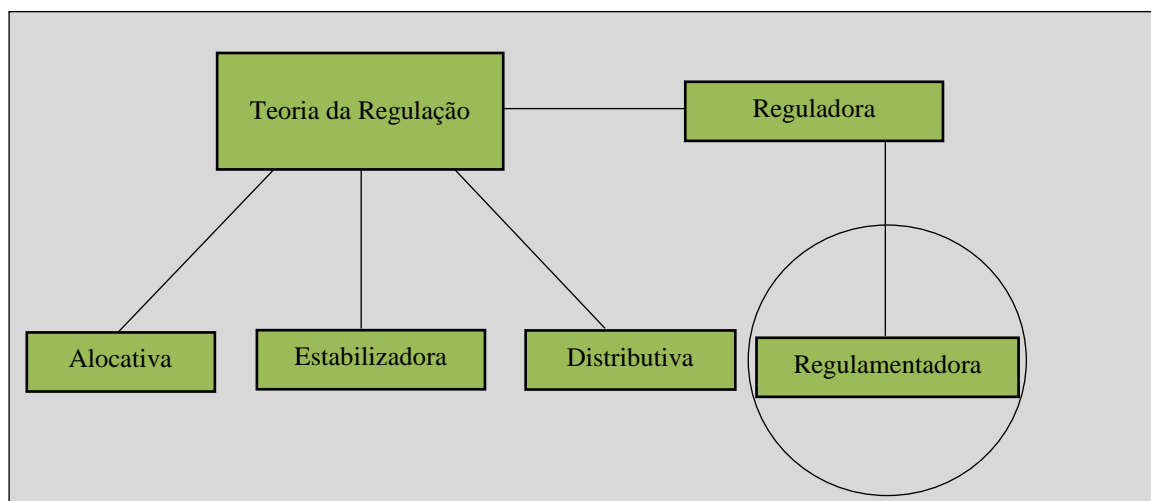 Teoria da Regulação
Reguladora
Alocativa
Estabilizadora
Distributiva
Regulamentadora